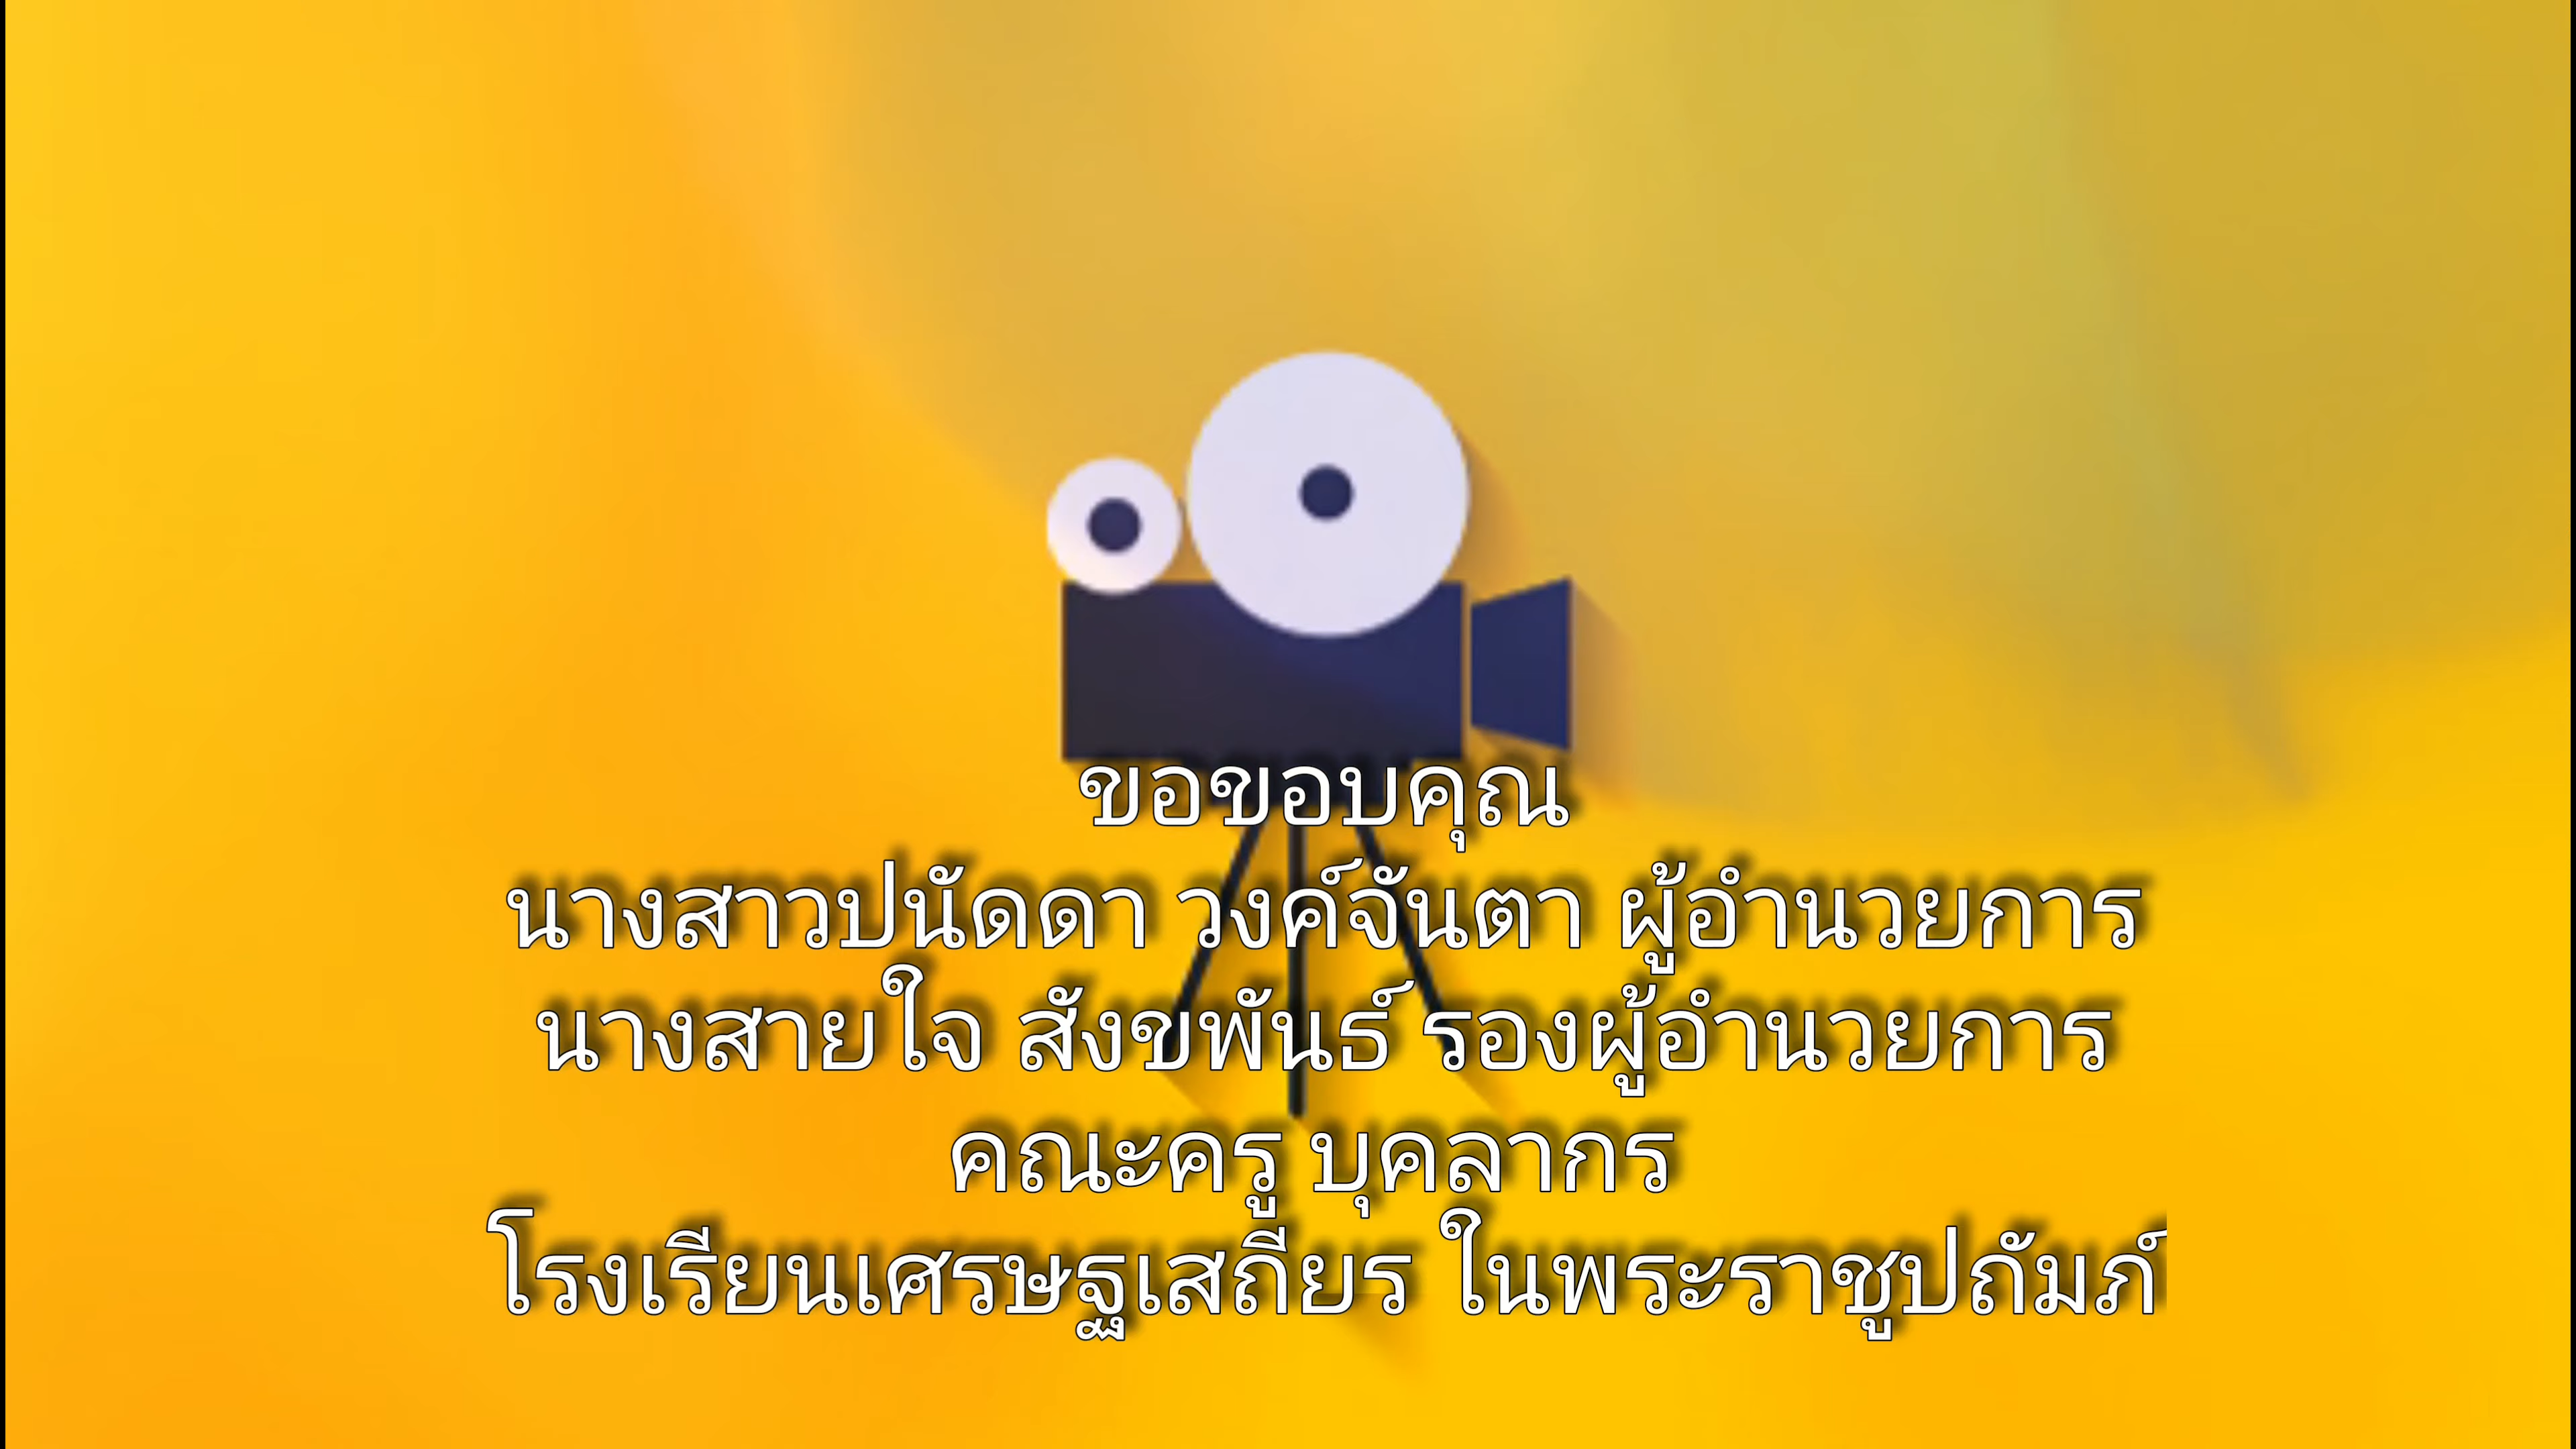 ขอขอบคุณ
นางสาวปนัดดา วงค์จันตา ผู้อำนวยการ
นางสายใจ สังขพันธ์ รองผู้อำนวยการ
คณะครู บุคลากร
โรงเรียนเศรษฐเสถียร ในพระราชูปถัมภ์